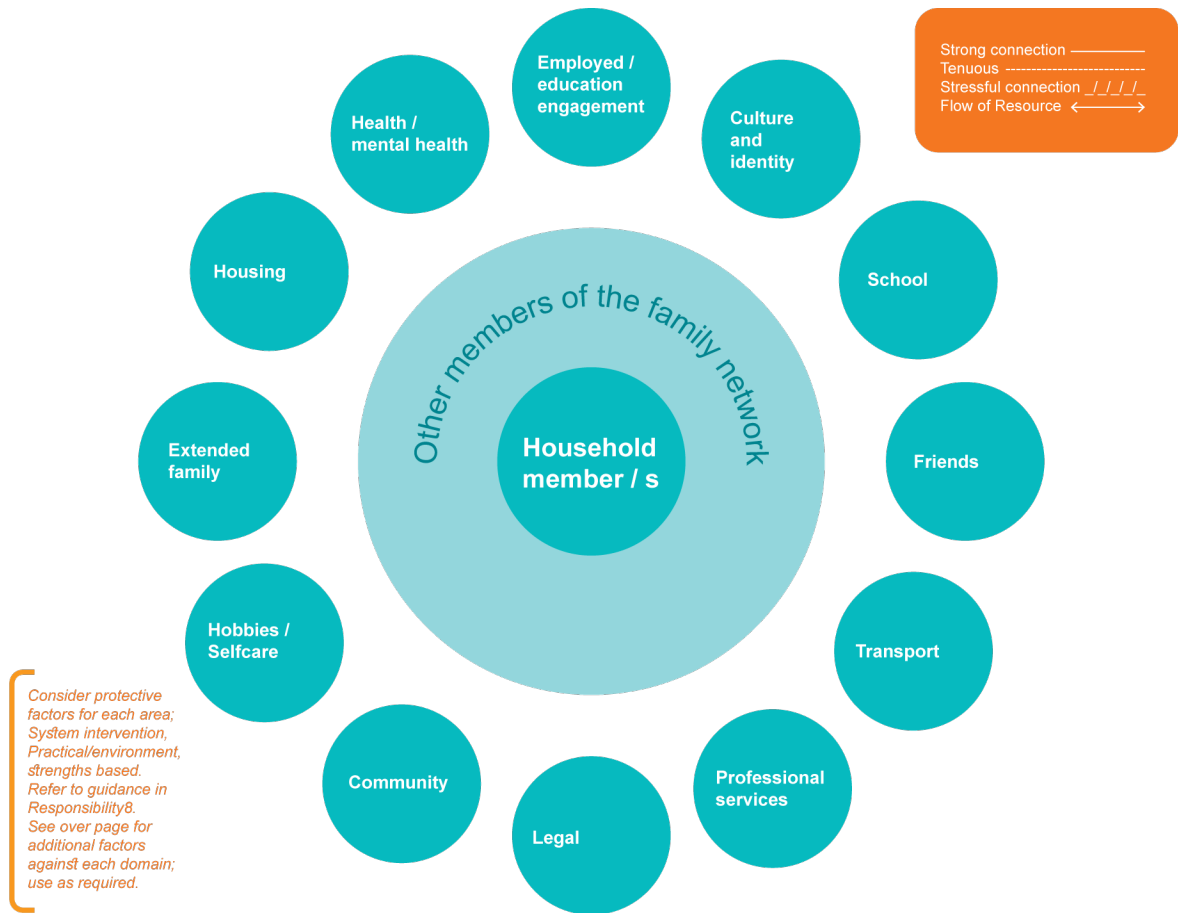 Employed /
education
engagement
Strong connection ——————
Tenuous ----------------------------
Stressful connection _/_/_/_/_
Flow of Resource <——>
Health /
mental health
Culture
and
identity
Housing
School
Other members of the family network
Household
member / s
Extended
family
Friends
Hobbies /
Selfcare
Transport
Consider protective
factors for each area;
System intervention,
Practical/environment,
strengths based.
Refer to guidance in
Responsibility8.
See over page for
additional factors
against each domain;
use as required.
Community
Professional
services
Legal